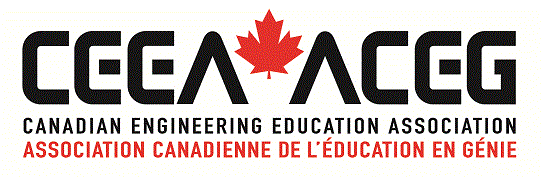 CEEA ACEG
CANADIAN ENGINEERING EDUCATION ASSOCIATION
ASSOCIATION CANADIENNE DE L'ÉDUCATION EN GÉNIE